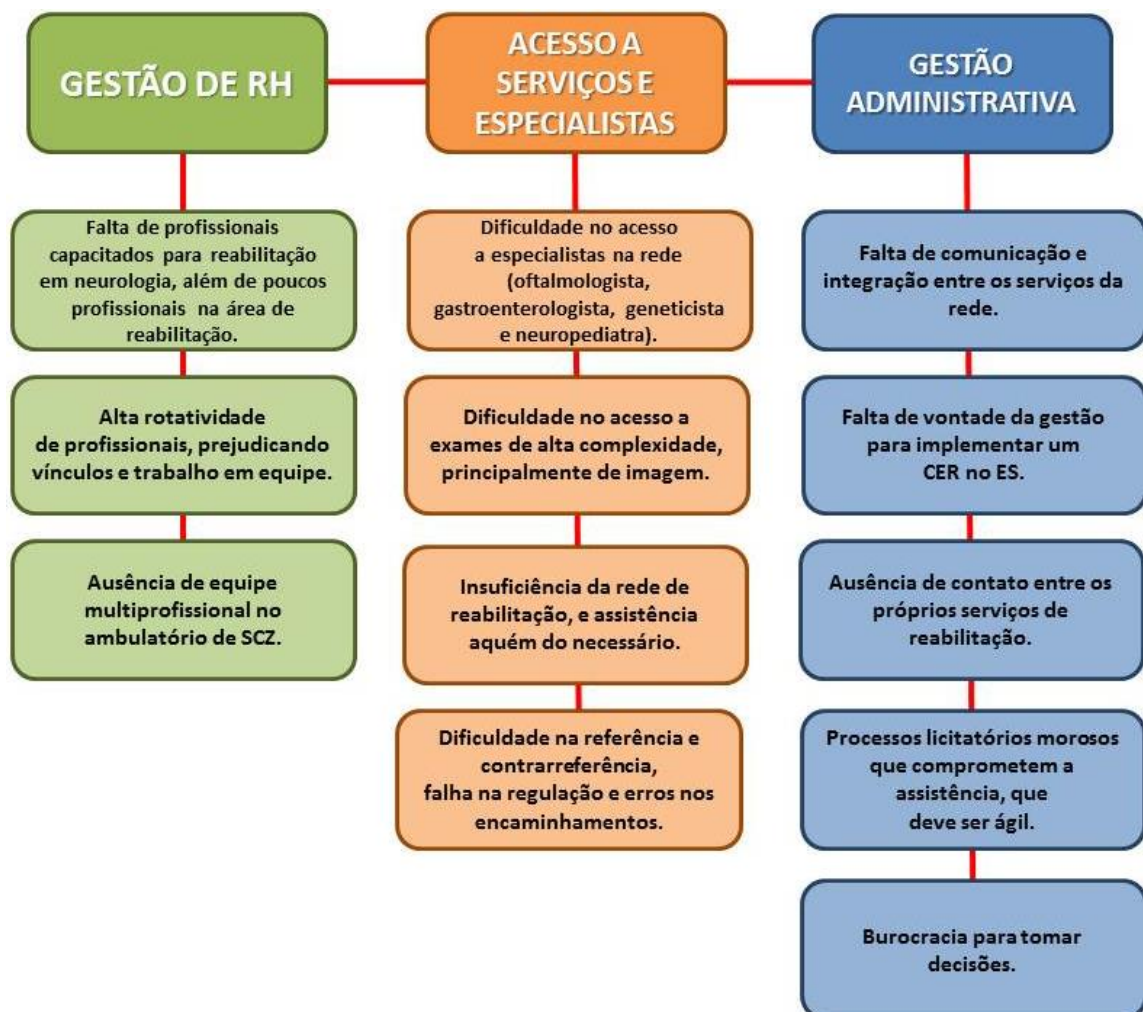 GESTÃO DE RH
ACESSO A
SERVIÇOS E
ESPECIALISTAS
GESTÃO
ADMINISTRATIVA
Falta de profissionais
capacitados para reabilitação
em neurologia, além de poucos
profissionais na área de
reabilitação.
Alta rotatividade
de profissionais, prejudicando
vínculos e trabalho em equipe.
Ausência de equipe
multiprofissional no
ambulatório de SCZ.
Dificuldade no acesso
a especialistas na rede
(oftalmologista,
gastroenterologista, geneticista
e neuropediatra).
Dificuldade no acesso a
exames de alta complexidade,
principalmente de imagem.
Insuficiência da rede de
reabilitação, e assistência
aquém do necessário.
Dificuldade na referência e
contrarreferência,
falha na regulação e erros nos
encaminhamentos.
Falta de comunicação e
integração entre os serviços da
rede.
Falta de vontade da gestão
para implementar um
CER no ES.
Ausência de contato entre os
próprios serviços de
reabilitação.
Processos licitatórios morosos
que comprometem a
assistência, que
deve ser ágil.
Burocracia para tomar
decisões.